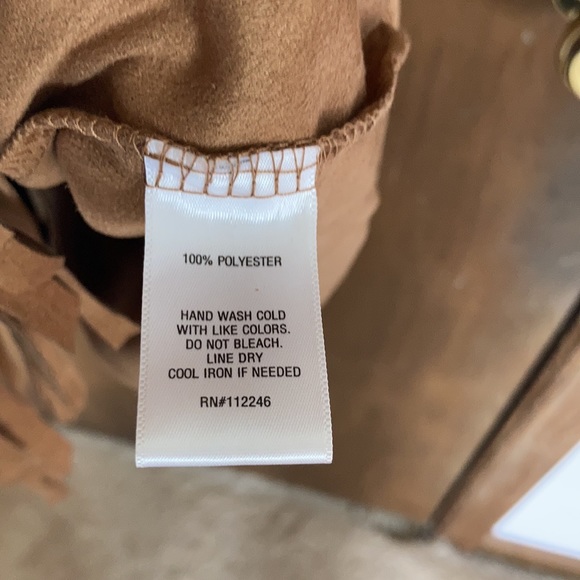 100% POLYESTER
HAND WASH COLD
WITH LIKE COLORS.
DO NOT BLEACH.
LINE DRY
COOL IRON IF NEEDED
RN#112246